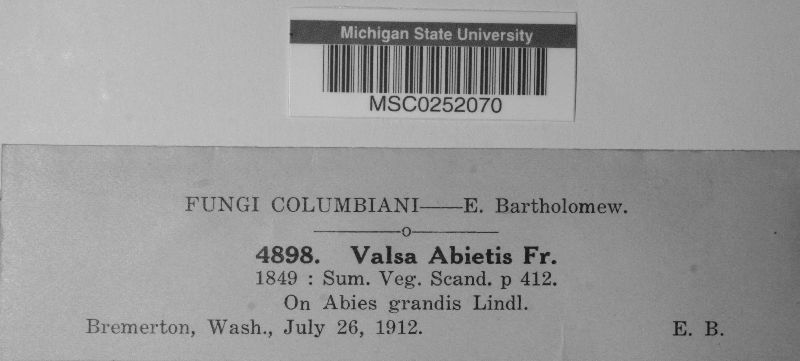 Michigan State University
MSC0252070
FUNGI COLUMBIANI——E. Bartholomew.
o
4898. Valsa Abietis Fr.
1849 : Sum. Veg. Scand. p 412.
On Abies grandis Lindl.
Bremerton, Wash., July 26, 1912. E. B.